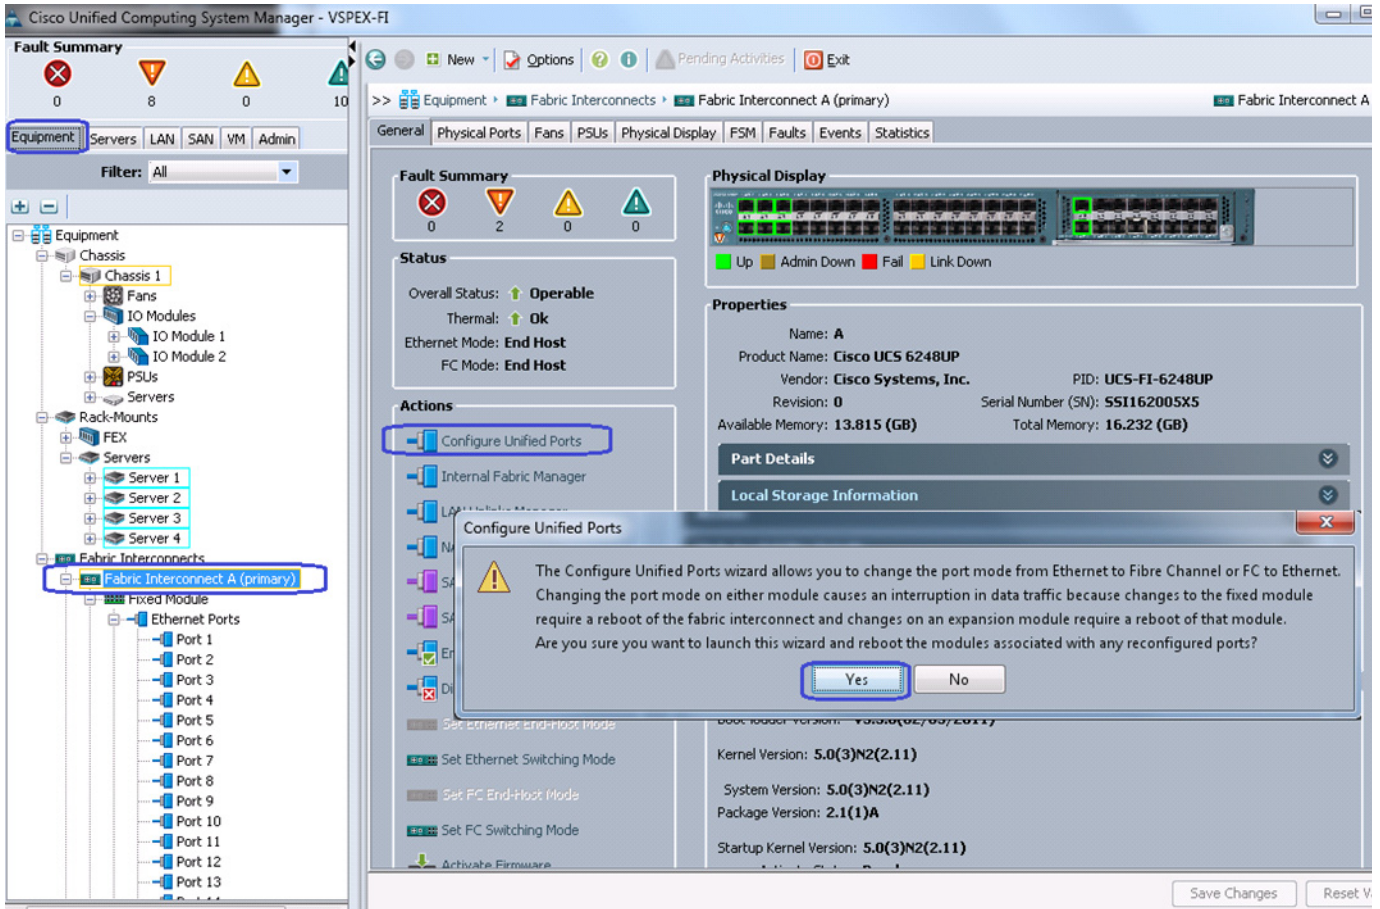 Cisco Unified Computing System Manager - VSPEX-FI
Fault Summary
0 8 0 10
Equipment Servers LAN SAN VM Admin
Filter: All
Equipment
Chassis
Chassis 1
Fans
IO Modules
IO Module 1
IO Module 2
PSUs
Servers
Rack-Mounts
FEX
Servers
Server 1
Server 2
Server 3
Server 4
Fabric Interconnects
Fabric Interconnect A (primary)
Fixed Module
Ethernet Ports
Port 1
Port 2
Port 3
Port 4
Port 5
Port 6
Port 7
Port 8
Port 9
Port 10
Port 11
Port 12
Port 13
New Options Pending Activities Exit
>> Equipment Fabric Interconnects Fabric Interconnect A (primary) Fabric Interconnect A
General Physical Ports Fans PSUs Physical Display FSM Faults Events Statistics
Fault Summary
0 2 0 0
Status
Overall Status: Operable
Thermal: Ok
Ethernet Mode: End Host
FC Mode: End Host
Actions
Configure Unified Ports
Internal Fabric Manager
Set Ethernet End-Host Mode
Set Ethernet Switching Mode
Set FC End-Host Mode
Set FC Switching Mode
Activate Firmware
Physical Display
Up Admin Down Fail Link Down
Properties
Name: A
Product Name: Cisco UCS 6248UP
Vendor: Cisco Systems, Inc. PID: UCS-FI-6248UP
Revision: 0 Serial Number (SN): SSI162005X5
Available Memory: 13.815 (GB) Total Memory: 16.232 (GB)
Part Details
Local Storage Information
Configure Unified Ports
The Configure Unified Ports wizard allows you to change the port mode from Ethernet to Fibre Channel or FC to Ethernet.
Changing the port mode on either module causes an interruption in data traffic because changes to the fixed module
require a reboot of the fabric interconnect and changes on an expansion module require a reboot of that module.
Are you sure you want to launch this wizard and reboot the modules associated with any reconfigured ports?
Yes No
Kernel Version: 5.0(3)N2(2.11)
System Version: 5.0(3)N2(2.11)
Package Version: 2.1(1)A
Startup Kernel Version: 5.0(3)N2(2.11)
Save Changes Reset